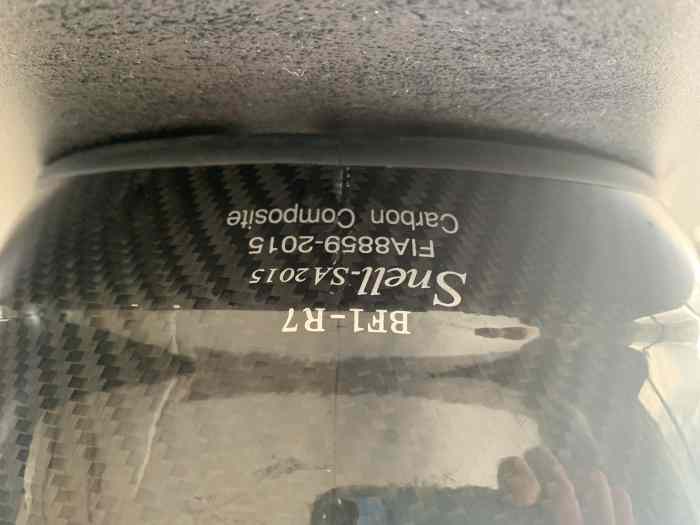 BF1-R7
Snell-SA2015
FIA8859-2015
Carbon Composite